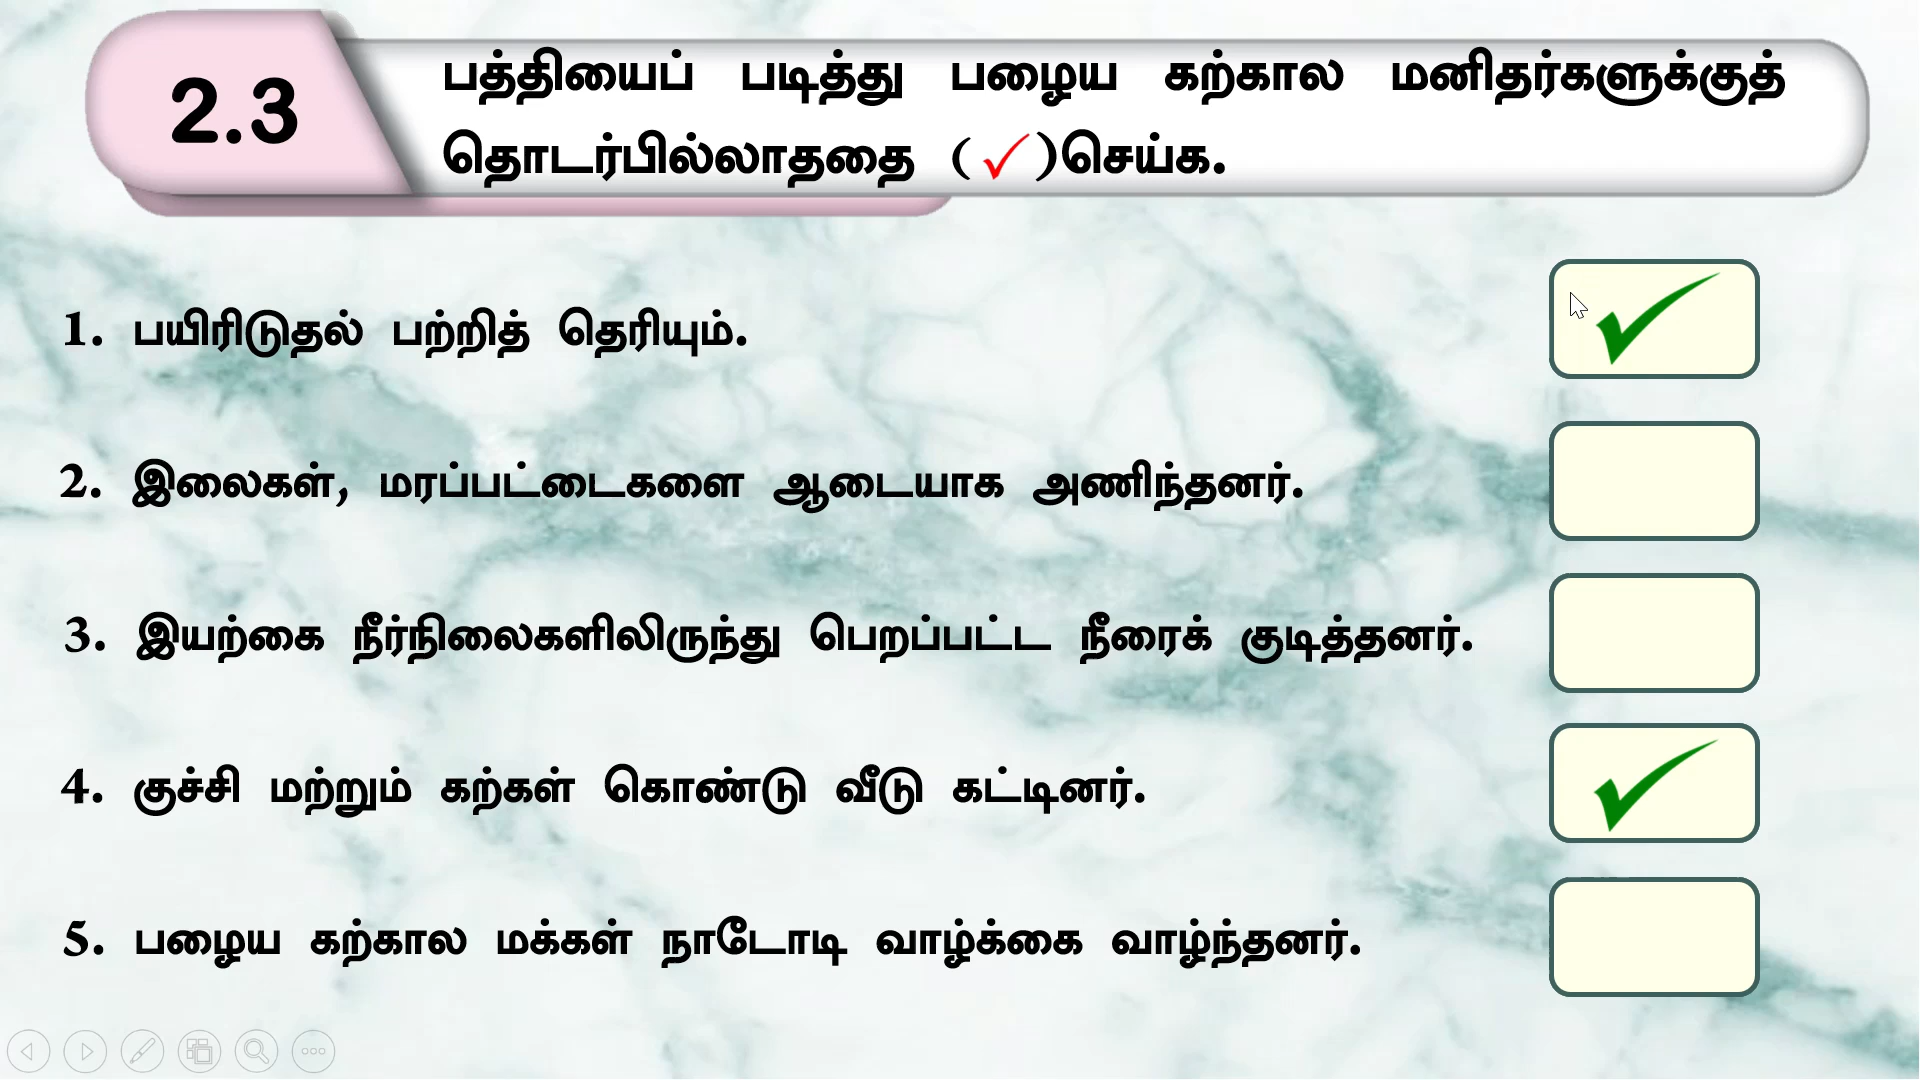 2.3
பத்தியைப் படித்து பழைய கற்கால மனிதர்களுக்குத்
தொடர்பில்லாததை (✓)செய்க.
1. பயிரிடுதல் பற்றித் தெரியும்.
2. இலைகள், மரப்பட்டைகளை ஆடையாக அணிந்தனர்.
3. இயற்கை நீர்நிலைகளிலிருந்து பெறப்பட்ட நீரைக் குடித்தனர்.
4. குச்சி மற்றும் கற்கள் கொண்டு வீடு கட்டினர்.
5. பழைய கற்கால மக்கள் நாடோடி வாழ்க்கை வாழ்ந்தனர்.